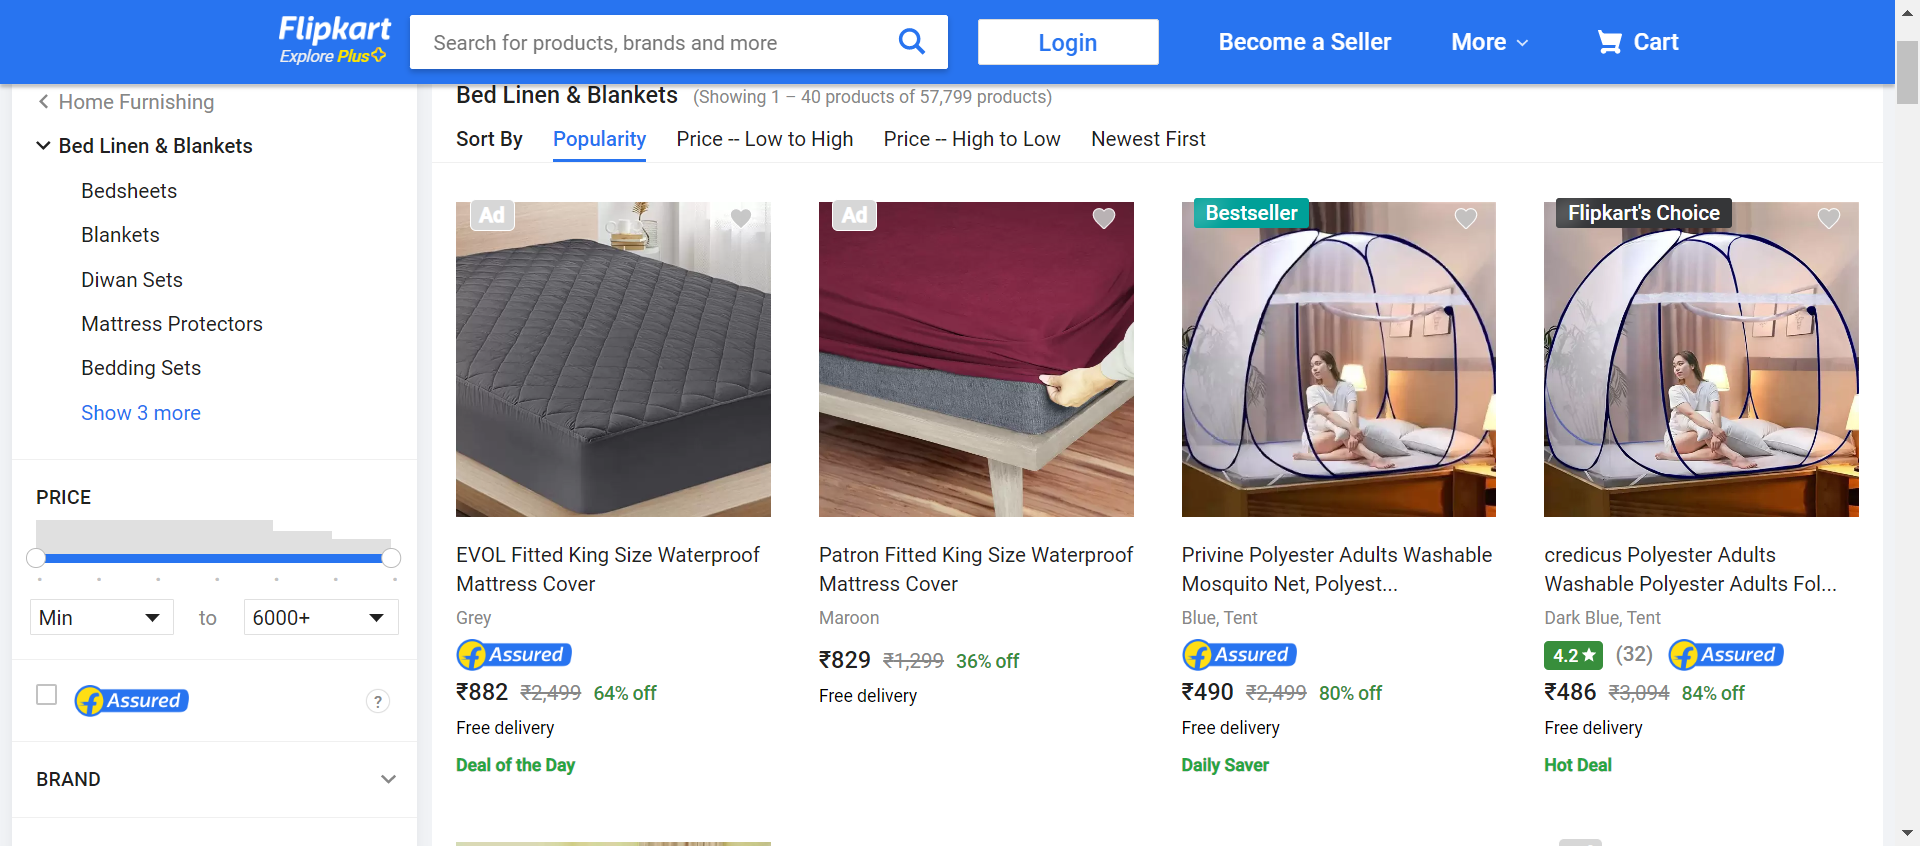 Flipkart
Explore Plus
Search for products, brands and more
Login
Become a Seller
More
Cart
Home Furnishing
Bed Linen & Blankets
Bedsheets
Blankets
Diwan Sets
Mattress Protectors
Bedding Sets
Show 3 more
PRICE
Min
to
6000+
Assured
?
BRAND
Bed Linen & Blankets (Showing 1 – 40 products of 57,799 products)
Sort By
Popularity
Price -- Low to High
Price -- High to Low
Newest First
Ad
EVOL Fitted King Size Waterproof
Mattress Cover
Grey
Assured
₹882 ₹2,499 64% off
Free delivery
Deal of the Day
Ad
Patron Fitted King Size Waterproof
Mattress Cover
Maroon
₹829 ₹1,299 36% off
Free delivery
Bestseller
Privine Polyester Adults Washable
Mosquito Net, Polyest...
Blue, Tent
Assured
₹490 ₹2,499 80% off
Free delivery
Daily Saver
Flipkart's Choice
credicus Polyester Adults
Washable Polyester Adults Fol...
Dark Blue, Tent
4.2 (32) Assured
₹486 ₹3,094 84% off
Free delivery
Hot Deal